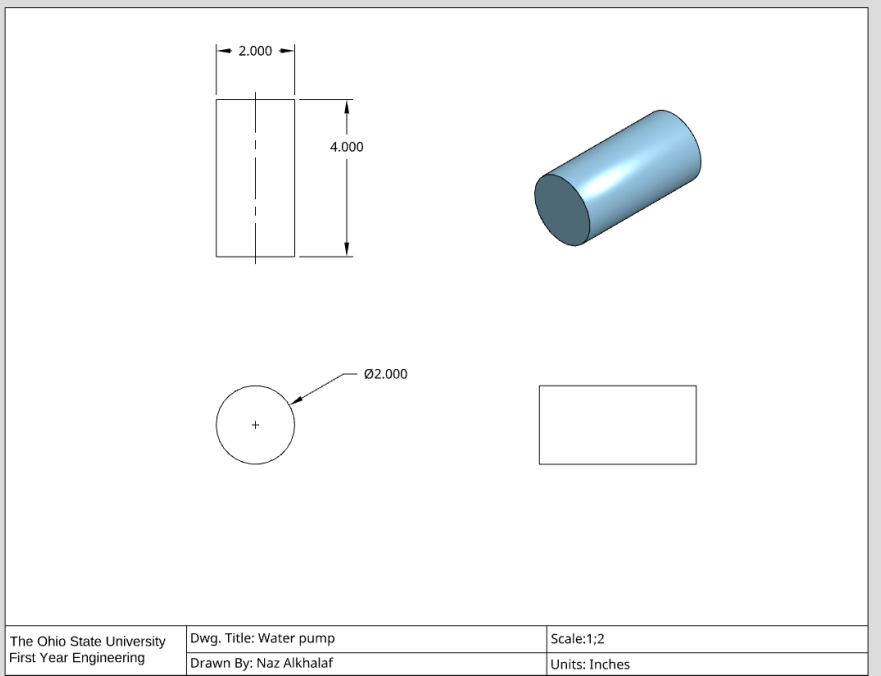 2.000
4.000
Ø2.000
The Ohio State University
First Year Engineering
Dwg. Title: Water pump
Drawn By: Naz Alkhalaf
Scale:1;2
Units: Inches